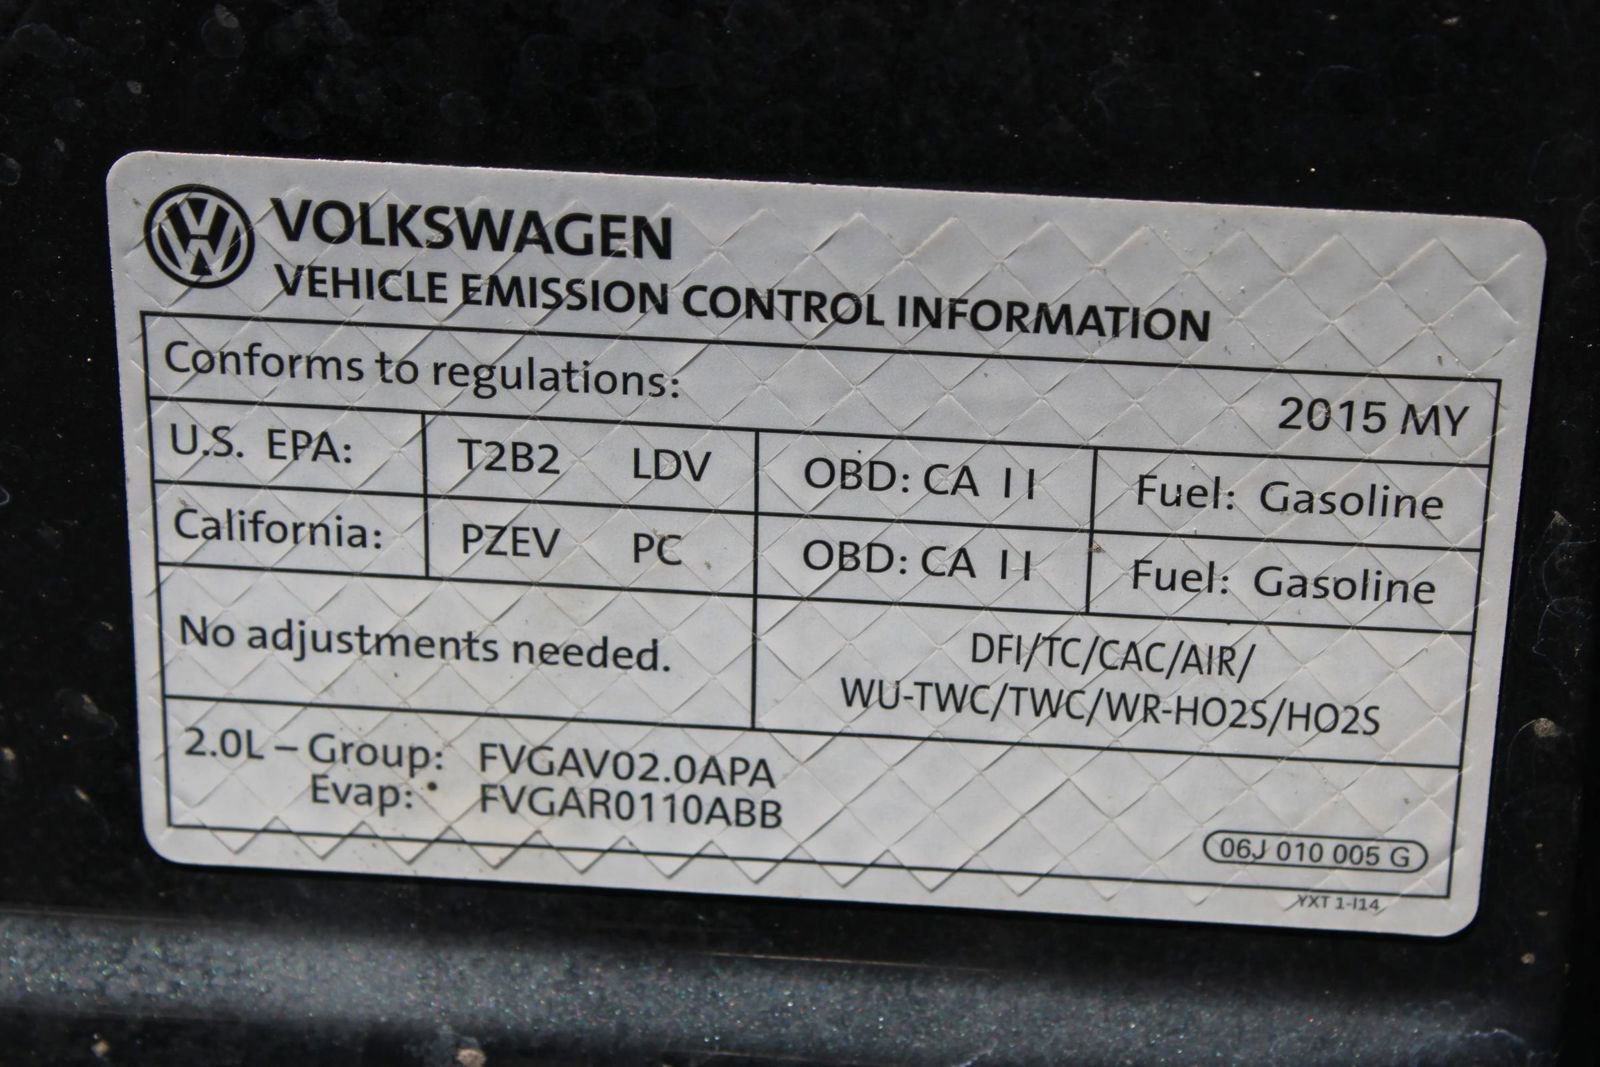 VOLKSWAGEN
VEHICLE EMISSION CONTROL INFORMATION
Conforms to regulations: 2015 MY
U.S. EPA: T2B2 LDV OBD: CA II Fuel: Gasoline
California: PZEV PC OBD: CA II Fuel: Gasoline
No adjustments needed.
DFI/TC/CAC/AIR/
WU-TWC/TWC/WR-HO2S/HO2S
2.0L – Group: FVGAV02.0APA
Evap: FVGAR0110ABB
06J 010 005 G
YXT 1-I14